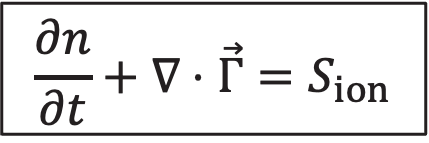 ∂n/∂t + ∇ · Γ⃗ = S_ion